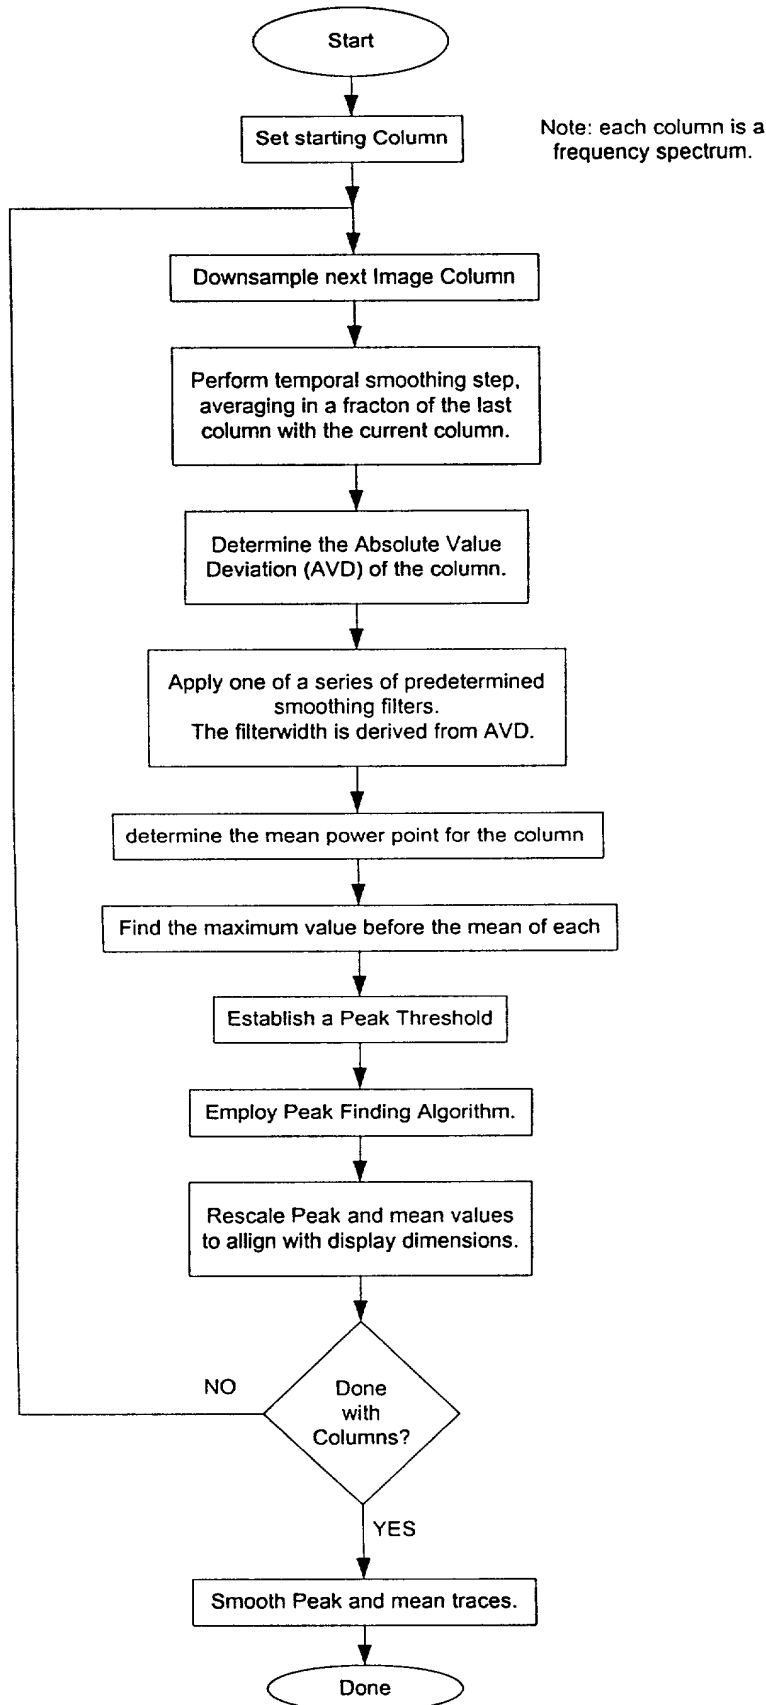 Start
Set starting Column
Note: each column is a
frequency spectrum.
Downsample next Image Column
Perform temporal smoothing step,
averaging in a fracton of the last
column with the current column.
Determine the Absolute Value
Deviation (AVD) of the column.
Apply one of a series of predetermined
smoothing filters.
The filterwidth is derived from AVD.
determine the mean power point for the column
Find the maximum value before the mean of each
Establish a Peak Threshold
Employ Peak Finding Algorithm.
Rescale Peak and mean values
to allign with display dimensions.
NO
Done
with
Columns?
YES
Smooth Peak and mean traces.
Done